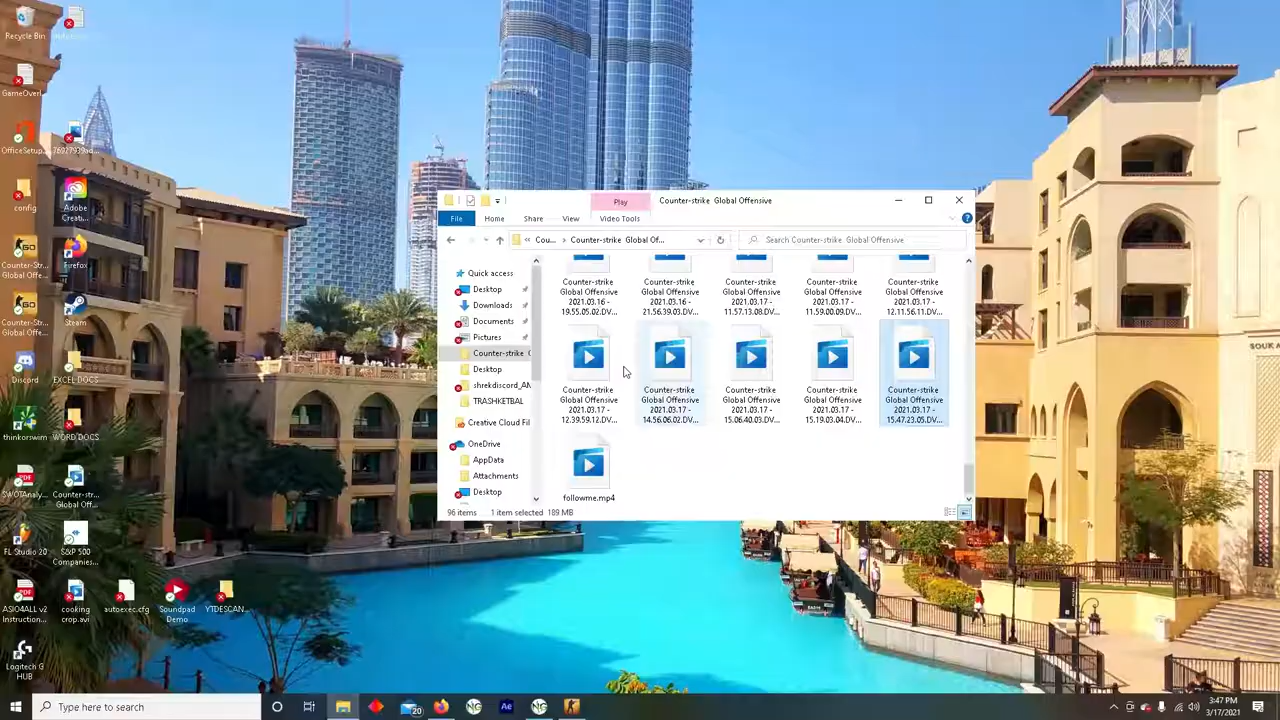 Recycle Bin
GameOverl...
OfficeSetup...
76927939ad...
config
Adobe
Creati...
Counter-Str...
Global Offe...
Firefox
Counter-Str...
Global Offe...
Steam
Discord
EXCEL-DOCS
thinkorswim
WORD DOCS
SWOTAnaly...
Counter-str...
Global Off...
FL Studio 20
S&P 500
Companies...
ASIO4ALL v2
Instruction...
cooking
crop.avi
autoexec.cfg
Soundpad
Demo
YTDESCAN...
Logitech G
HUB
Play
Counter-strike Global Offensive
File
Home
Share
View
Video Tools
« Cou... > Counter-strike Global Of...
Search Counter-strike Global Offensive
Quick access
Desktop
Downloads
Documents
Pictures
Counter-strike G
Desktop
shrekdiscord_AN
TRASHKETBAL
Creative Cloud Fil
OneDrive
AppData
Attachments
Desktop
Counter-strike
Global Offensive
2021.03.16 -
19.55.05.02.DV...
Counter-strike
Global Offensive
2021.03.16 -
21.56.39.03.DV...
Counter-strike
Global Offensive
2021.03.17 -
11.57.13.08.DV...
Counter-strike
Global Offensive
2021.03.17 -
11.59.00.09.DV...
Counter-strike
Global Offensive
2021.03.17 -
12.11.56.11.DV...
Counter-strike
Global Offensive
2021.03.17 -
12.39.59.12.DV...
Counter-strike
Global Offensive
2021.03.17 -
14.56.06.02.DV...
Counter-strike
Global Offensive
2021.03.17 -
15.06.40.03.DV...
Counter-strike
Global Offensive
2021.03.17 -
15.19.03.04.DV...
Counter-strike
Global Offensive
2021.03.17 -
15.47.23.05.DV...
followme.mp4
96 items
1 item selected 189 MB
SOUK A
Type here to search
20
Ae
3:47 PM
3/17/2021